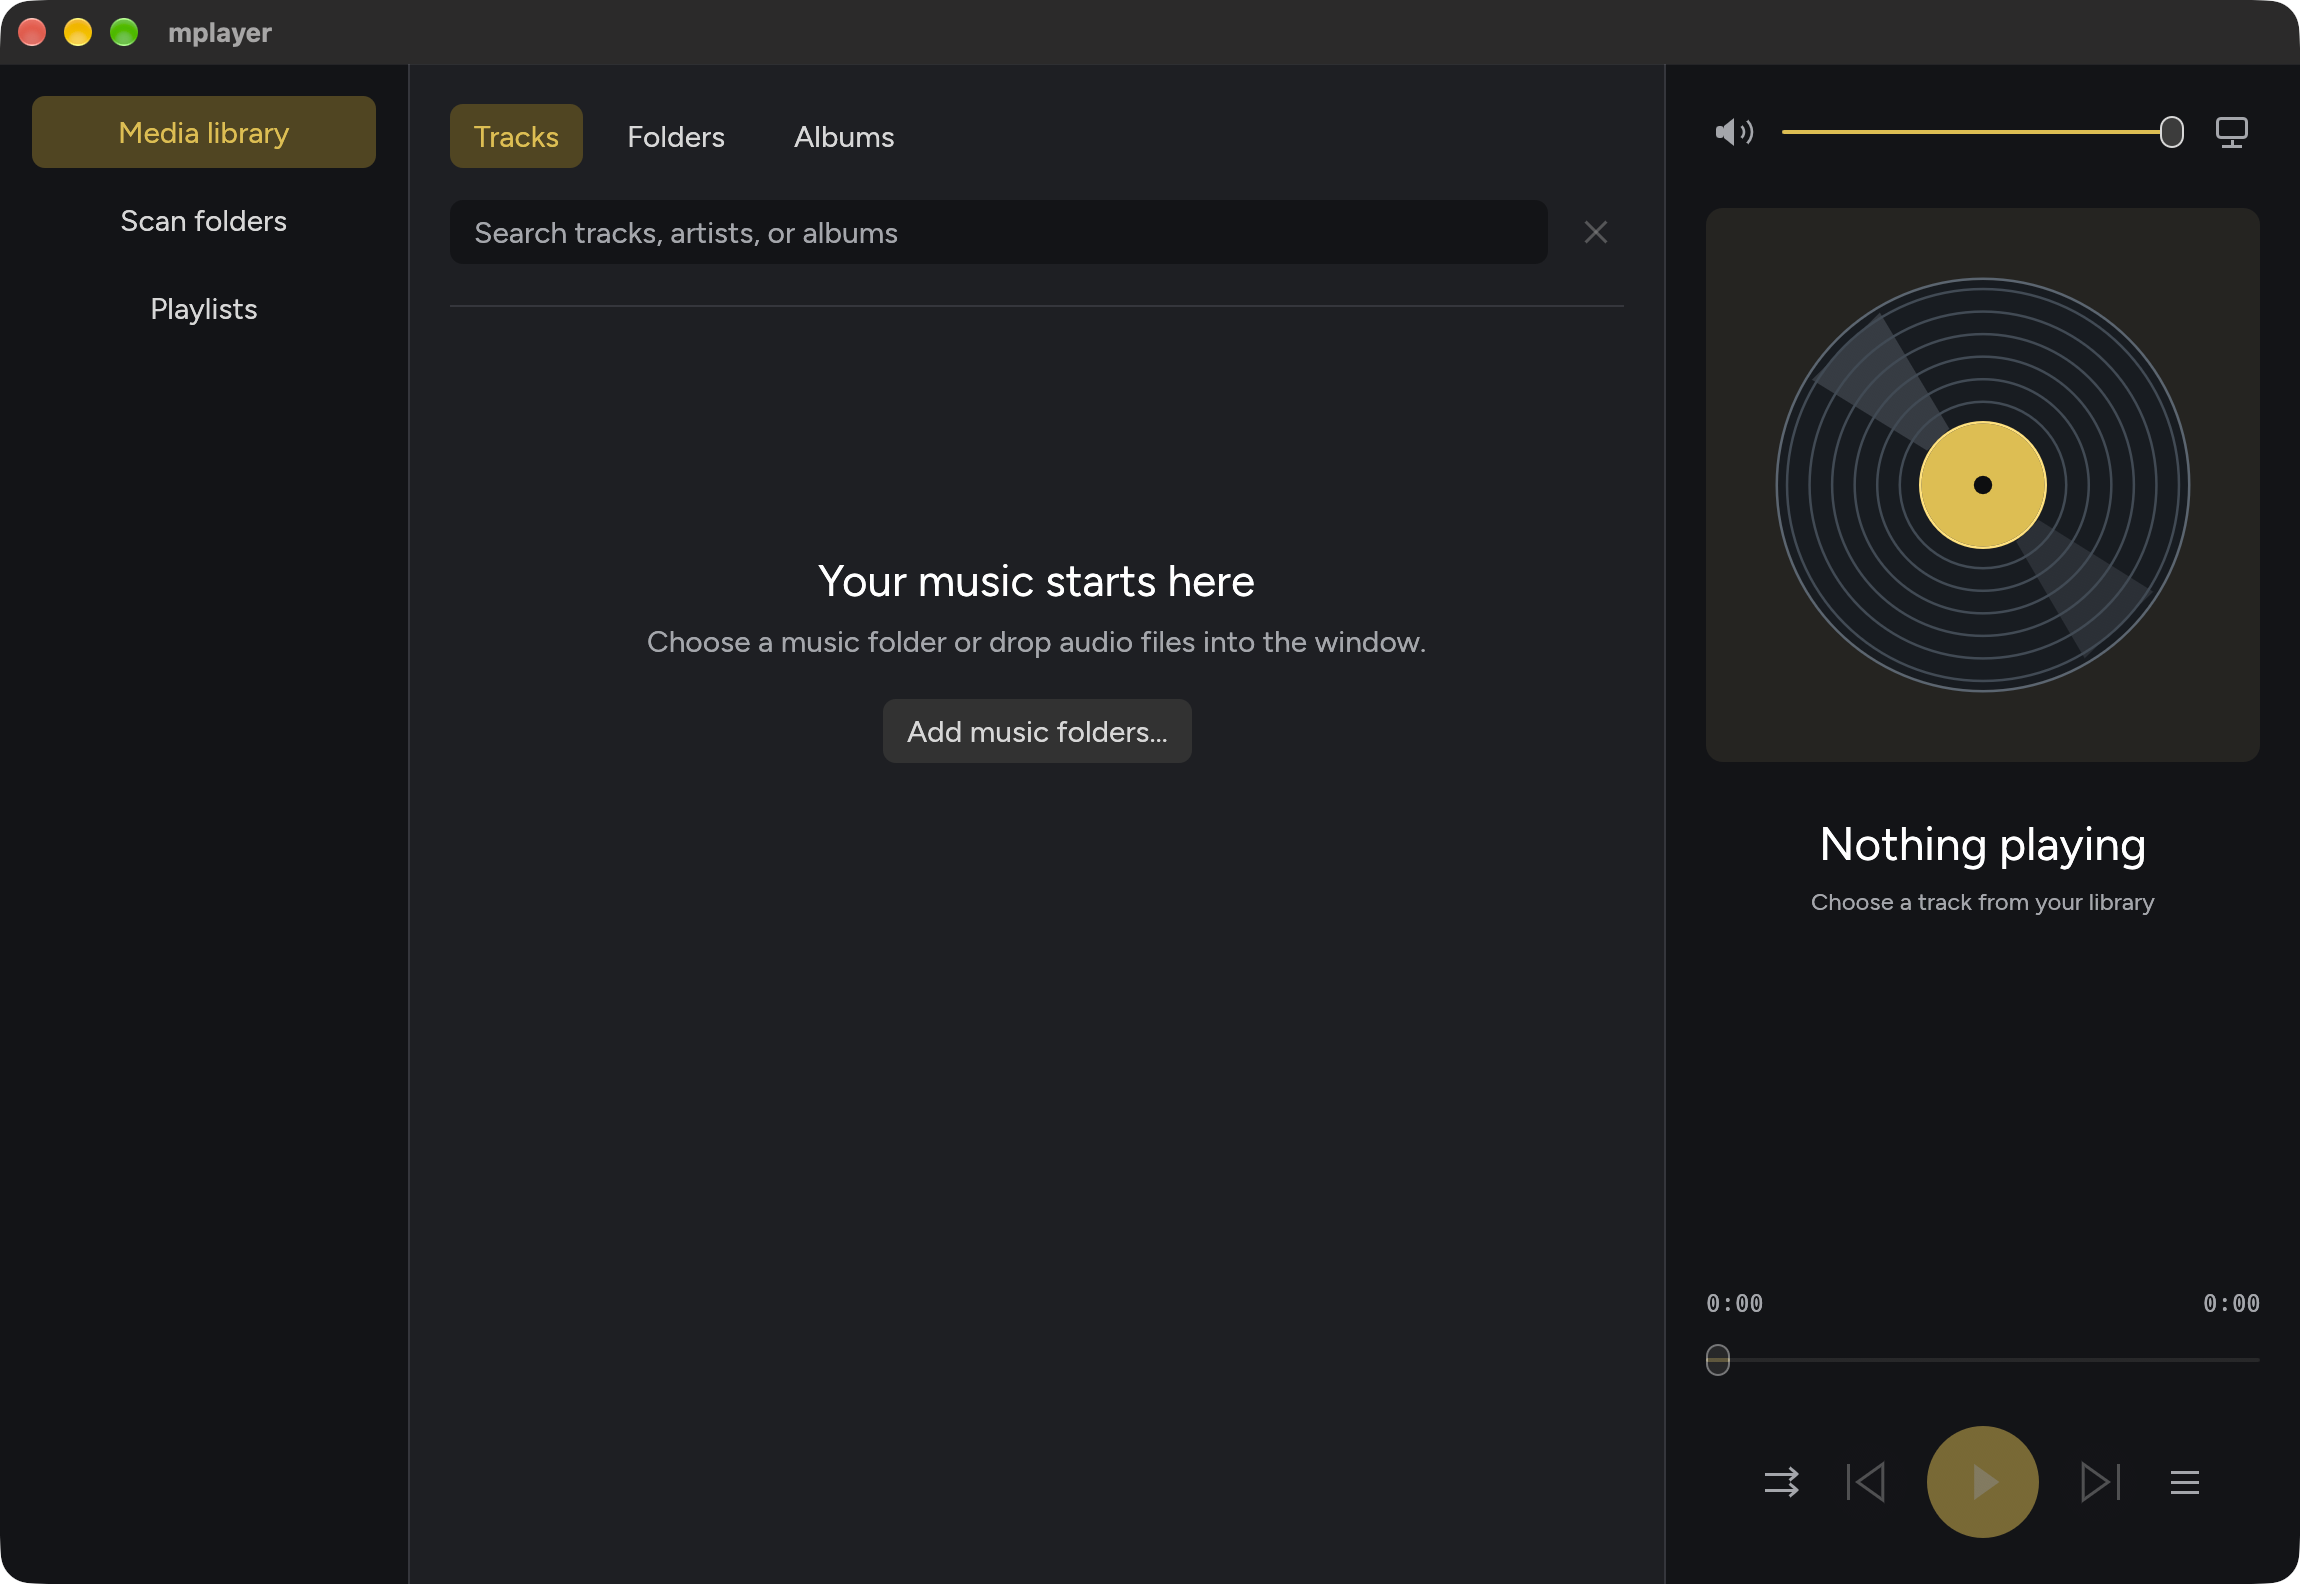 mplayer
Media library
Scan folders
Playlists
Tracks Folders Albums
Search tracks, artists, or albums
Your music starts here
Choose a music folder or drop audio files into the window.
Add music folders...
Nothing playing
Choose a track from your library
0:00 0:00